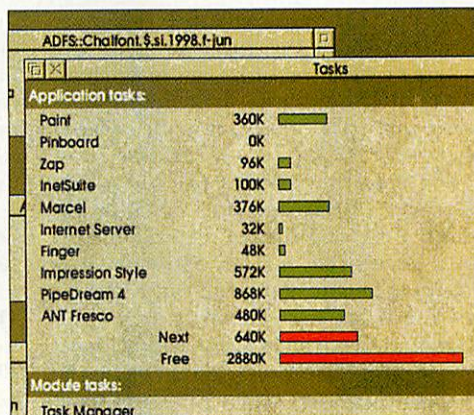 ADFS::Chalfont.$.si.1998.f-jun
Tasks
Application tasks:
Paint 360K
Pinboard 0K
Zap 96K
InetSuite 100K
Marcel 376K
Internet Server 32K
Finger 48K
Impression Style 572K
PipeDream 4 868K
ANT Fresco 480K
Next 640K
Free 2880K
Module tasks:
Task Manager